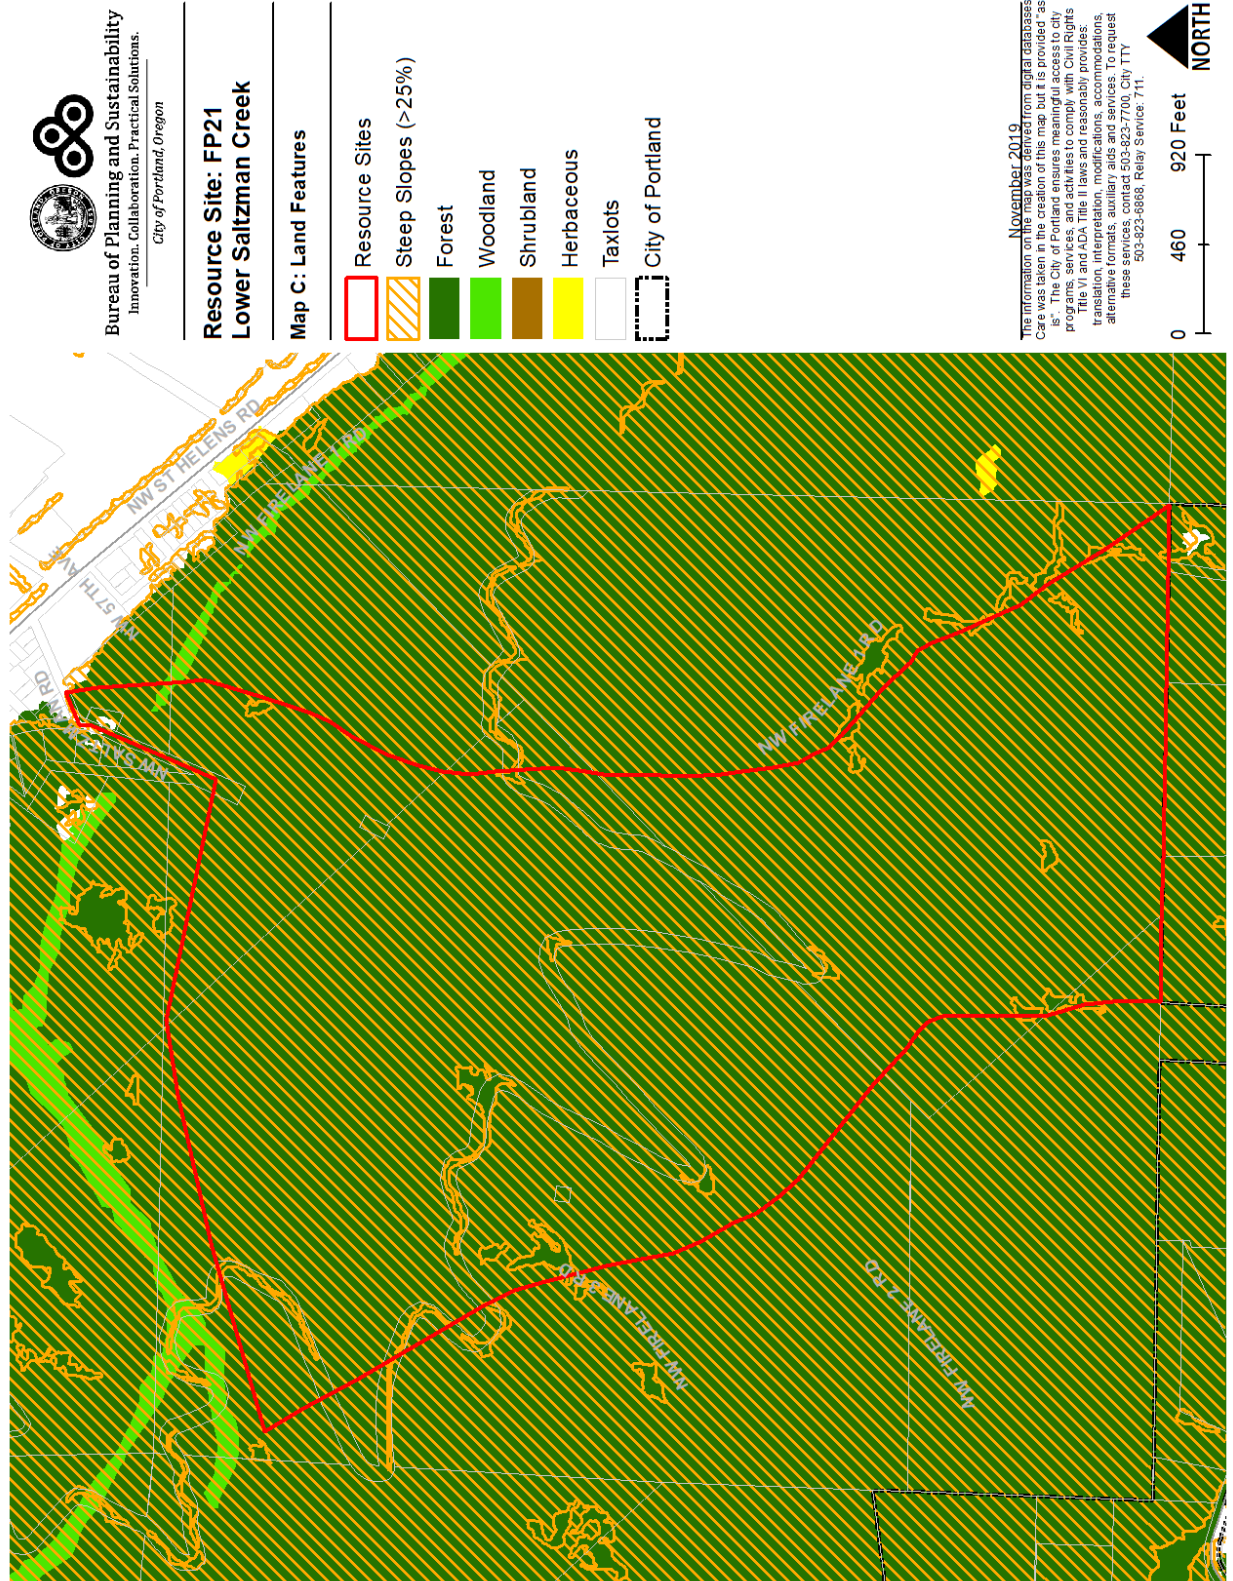 Bureau of Planning and Sustainability
Innovation. Collaboration. Practical Solutions.
City of Portland, Oregon
Resource Site: FP21
Lower Saltzman Creek
Map C: Land Features
Resource Sites
Steep Slopes (>25%)
Forest
Woodland
Shrubland
Herbaceous
Taxlots
City of Portland
November 2019
The information on the map was derived from digital databases
Care was taken in the creation of this map but it is provided "as
is". The City of Portland ensures meaningful access to city
programs, services, and activities to comply with Civil Rights
Title VI and ADA Title II laws and reasonably provides:
translation, interpretation, modifications, accommodations,
alternative formats, auxiliary aids and services. To request
these services, contact 503-823-7700, City TTY
503-823-6868, Relay Service: 711.
0 460 920 Feet
NORTH
NW ST HELENS RD
NW FIRELANE 1 RD
NW 57TH AVE
NW SALTZMAN RD
NW FIRELANE 1 RD
NW FIRELANE 3 RD
NW FIRELANE 2 RD